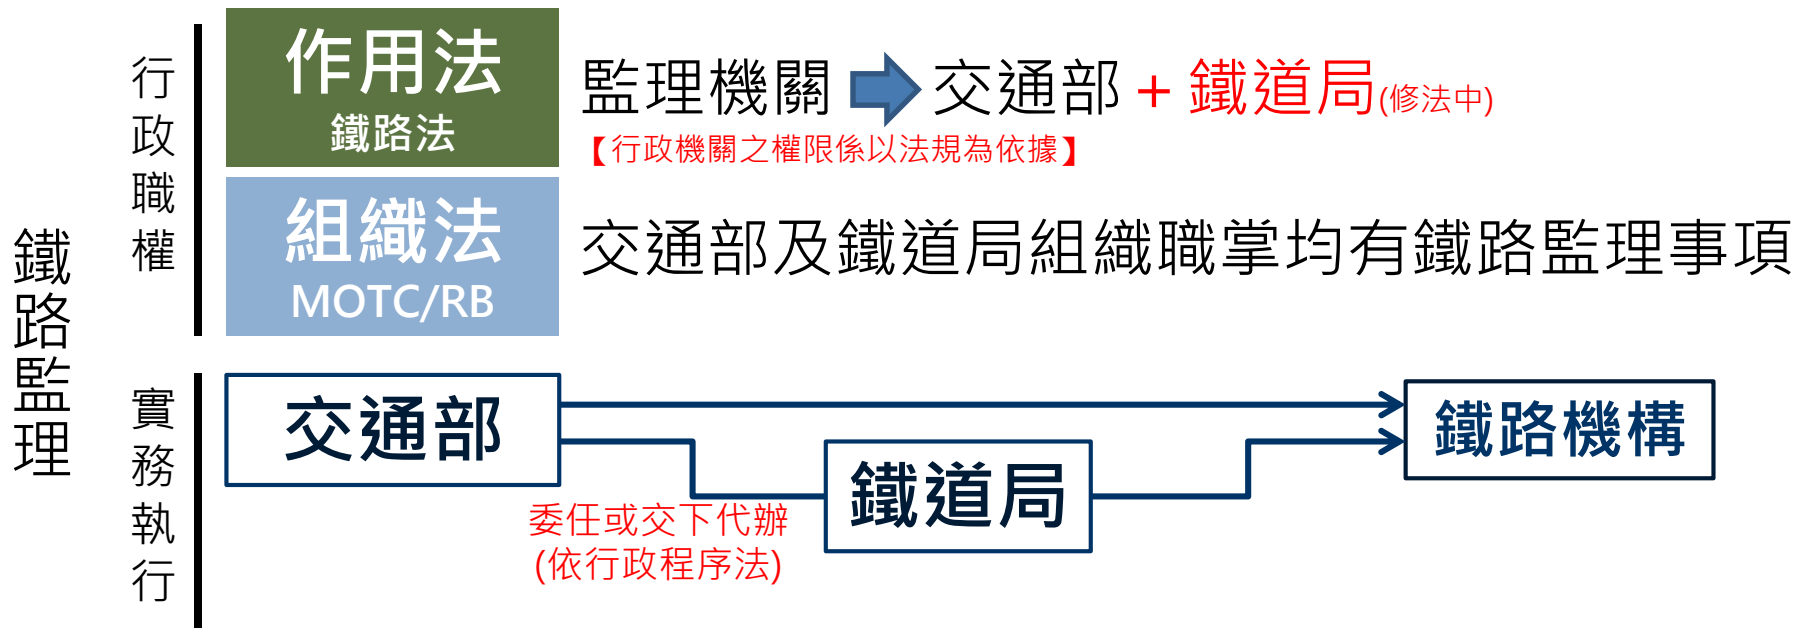 鐵路監理
行政職權
作用法
鐵路法
監理機關 交通部 + 鐵道局(修法中)
【行政機關之權限係以法規為依據】
組織法
MOTC/RB
交通部及鐵道局組織職掌均有鐵路監理事項
實務執行
交通部
鐵路機構
鐵道局
委任或交下代辦
(依行政程序法)